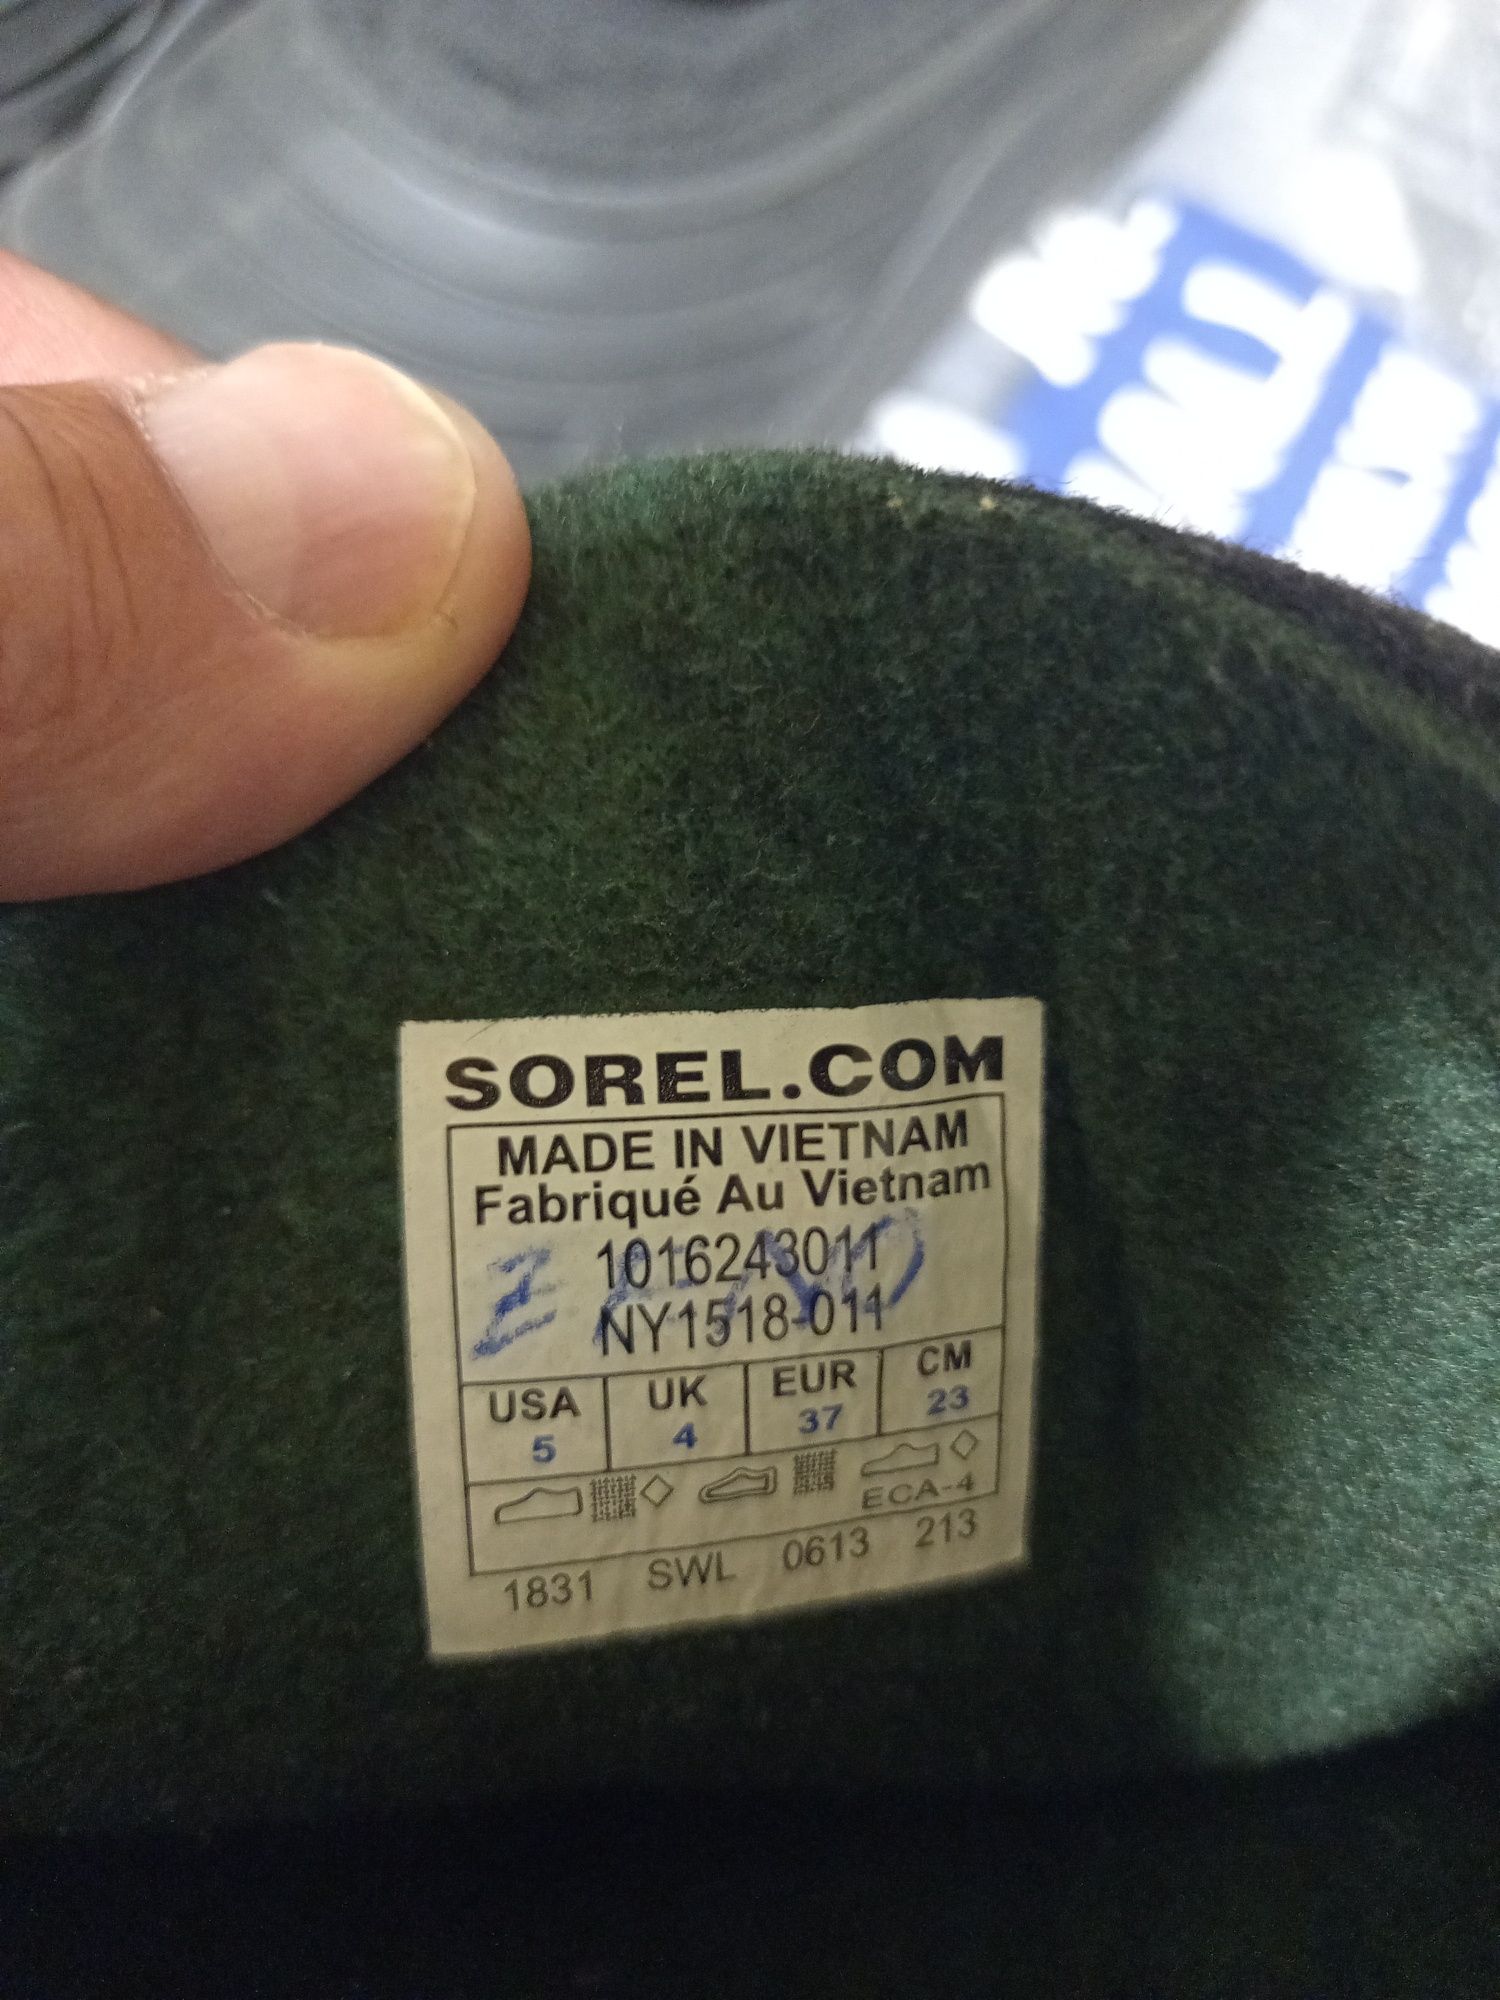 SOREL.COM
MADE IN VIETNAM
Fabriqué Au Vietnam
1016243011
NY1518-011
USA UK EUR CM
5 4 37 23
ECA-4
1831 SWL 0613 213